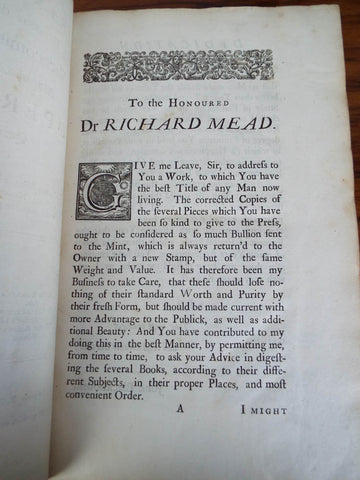 To the HONOURED
Dr RICHARD MEAD.
GIVE me Leave, Sir, to address to
You a Work, to which You have
the best Title of any Man now
living. The corrected Copies of
the several Pieces which You have
been so kind to give to the Press,
ought to be considered as so much Bullion sent
to the Mint, which is always return'd to the
Owner with a new Stamp, but of the same
Weight and Value. It has therefore been my
Business to take Care, that these should lose no-
thing of their standard Worth and Purity by
their fresh Form, but should be made current with
more Advantage to the Publick, as well as addi-
tional Beauty: And You have contributed to my
doing this in the best Manner, by permitting me,
from time to time, to ask your Advice in digest-
ing the several Books, according to their diffe-
rent Subjects, in their proper Places, and most
convenient Order.
A I MIGHT